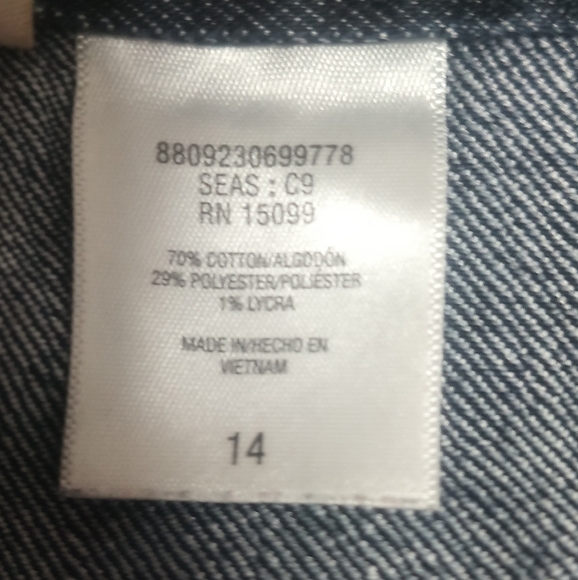 8809230699778
SEAS : C9
RN 15099
70% COTTON/ALGODÓN
29% POLYESTER/POLIÉSTER
1% LYCRA
MADE IN/HECHO EN
VIETNAM
14